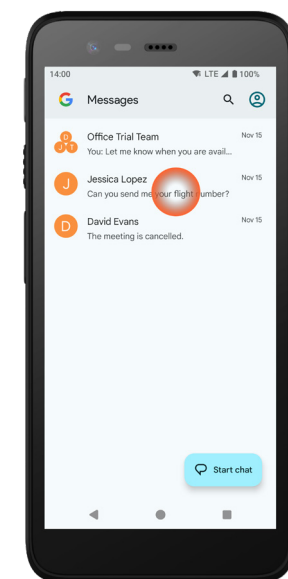 14:00 LTE 100%
G Messages
Office Trial Team Nov 15
You: Let me know when you are avail...
Jessica Lopez Nov 15
J Can you send me your flight number?
David Evans Nov 15
D The meeting is cancelled.
Start chat